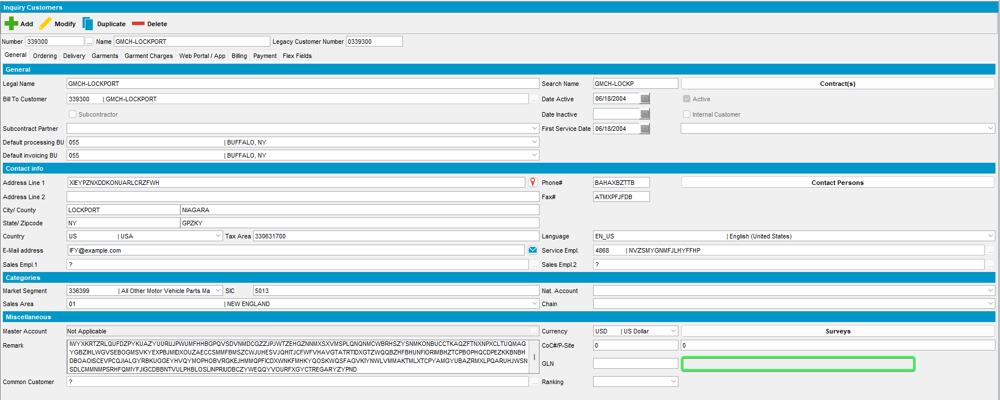 Inquiry Customers
Add Modify Duplicate Delete
Number 339300 ... Name GMCH-LOCKPORT Legacy Customer Number 0339300
General Ordering Delivery Garments Garment Charges Web Portal / App Billing Payment Flex Fields
General
Legal Name GMCH-LOCKPORT Search Name GMCH-LOCKP Contract(s)
Bill To Customer 339300 | GMCH-LOCKPORT ... Date Active 06/18/2004 16 Active
Subcontractor Date Inactive 16 Internal Customer
Subcontract Partner First Service Date 06/18/2004 16
Default processing BU 055 | BUFFALO, NY
Default invoicing BU 055 | BUFFALO, NY
Contact info
Address Line 1 XIEYPZNXDDKONUARLCRZFWH Phone# BAHAXBZTTB Contact Persons
Address Line 2 Fax# ATMXPFJFDB
City/ County LOCKPORT NIAGARA
State/ Zipcode NY GPZKY
Country US | USA Tax Area 330631700 Language EN_US | English (United States)
E-Mail address IFY@example.com Service Empl. 4868 | NVZSMYGNMFJLHYFFHP ...
Sales Empl.1 ? ... Sales Empl.2 ? ...
Categories
Market Segment 336399 | All Other Motor Vehicle Parts Ma SIC 5013 Nat. Account
Sales Area 01 | NEW ENGLAND Chain
Miscellaneous
Master Account Not Applicable ... Currency USD | US Dollar Surveys
Remark IWYXKRTZRLQUFDZPYKUAZYUURIJJPWUMFHHBGPQVSDVNMDCGZZJPJWTZEHGZNNMXSXVMSPLQNQNMCWBRHSZYSNMKONBUCCTKAQZFTNXNPXCLTUQMAG
YGBZIHLWGVSEBOGMSVKYEXPBJMIDXOUZAECCSMMFBMSZCWJUHESVJQHITJCFWFVHAVGTATRTIDXGTZWQQBZHFBHUNFIORIMBHZTCPBOPHQCDPEZKKBNBH
DBOAOISCEVPCQJIALGYRBKUGGEYHVQYMOPHOBVRGKEJHMMQPFICDXWNKFMHKYQOSKWQSFAGVKIYNWLVMMAKTMLXTCPYAMGYUBAZRMXLPQARUHJWSN
SDLCMMNMPSRHFQMIYFJIGCDBBNTVULPHBLOSLINPRIUDBCZYWEQQYVOURFXGYCTREGARYZYPND
CoC#/P-Site 0 0
GLN
Common Customer ? ... Ranking